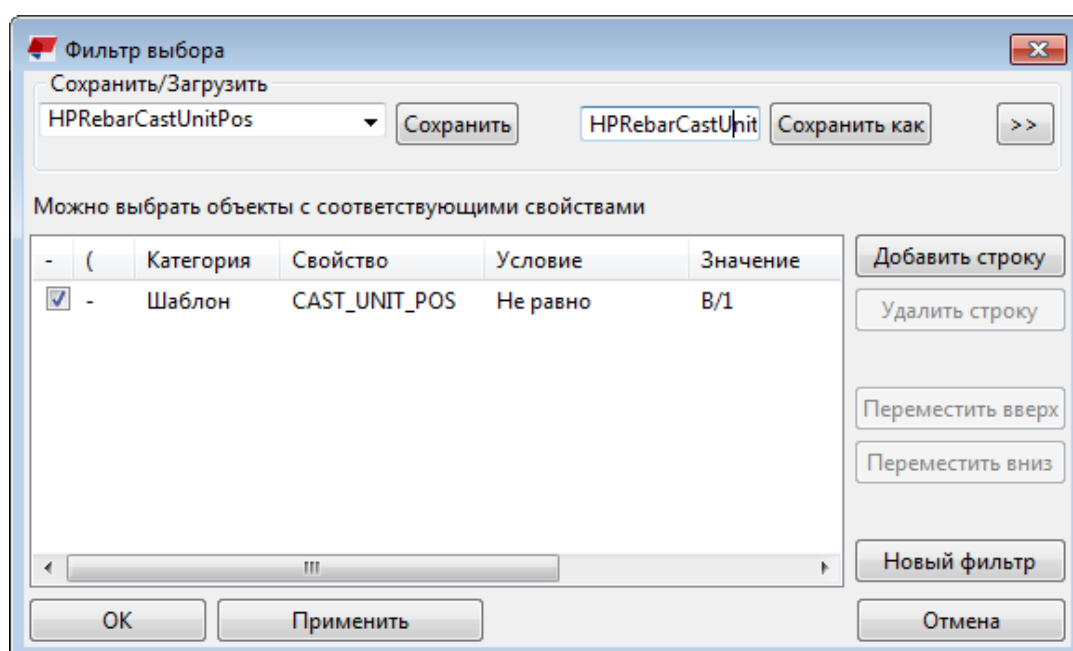 Фильтр выбора
Сохранить/Загрузить
HPRebarCastUnitPos Сохранить HPRebarCastUnit Сохранить как >>
Можно выбрать объекты с соответствующими свойствами
- ( Категория Свойство Условие Значение Добавить строку
- Шаблон CAST_UNIT_POS Не равно B/1 Удалить строку
Переместить вверх
Переместить вниз
Новый фильтр
OK Применить Отмена